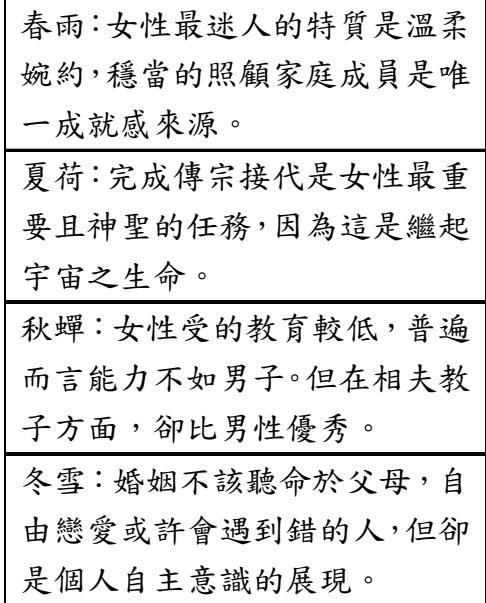 春雨：女性最迷人的特質是溫柔
婉約，穩當的照顧家庭成員是唯
一成就感來源。
夏荷：完成傳宗接代是女性最重
要且神聖的任務，因為這是繼起
宇宙之生命。
秋蟬：女性受的教育較低，普遍
而言能力不如男子。但在相夫教
子方面，卻比男性優秀。
冬雪：婚姻不該聽命於父母，自
由戀愛或許會遇到錯的人，但卻
是個人自主意識的展現。